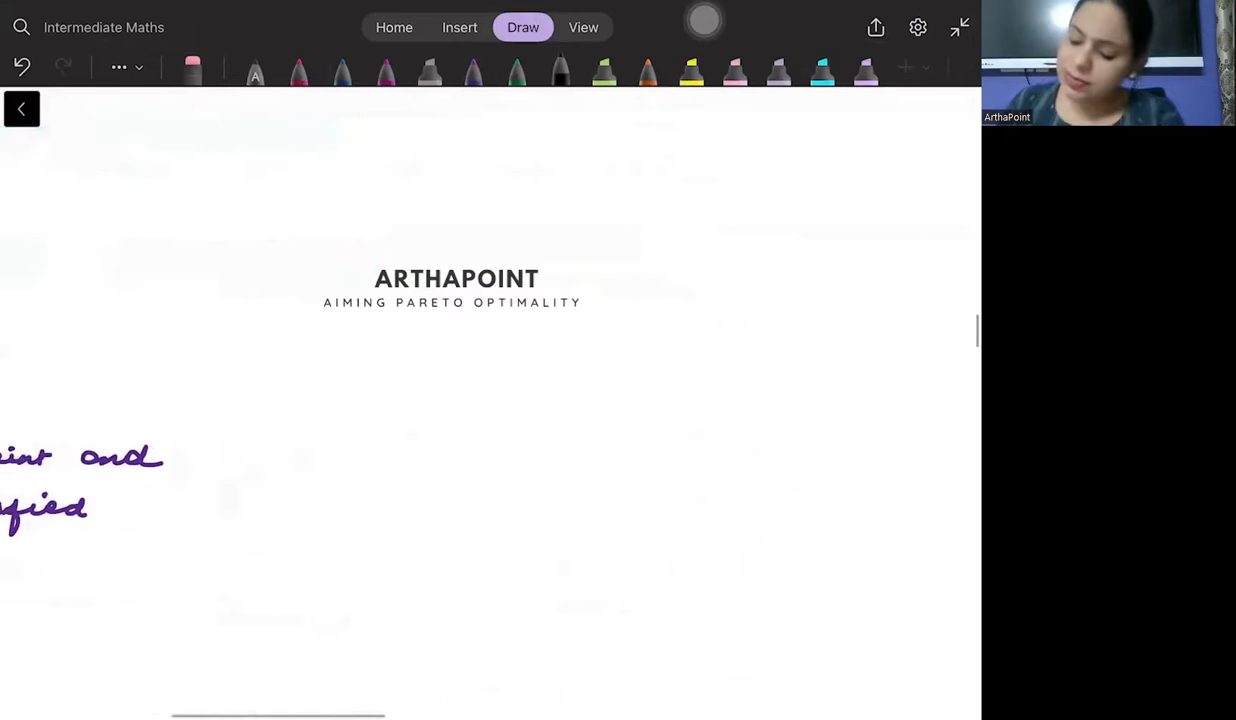 Intermediate Maths
Home Insert Draw View
A
ArthaPoint
ARTHAPOINT
AIMING PARETO OPTIMALITY
and